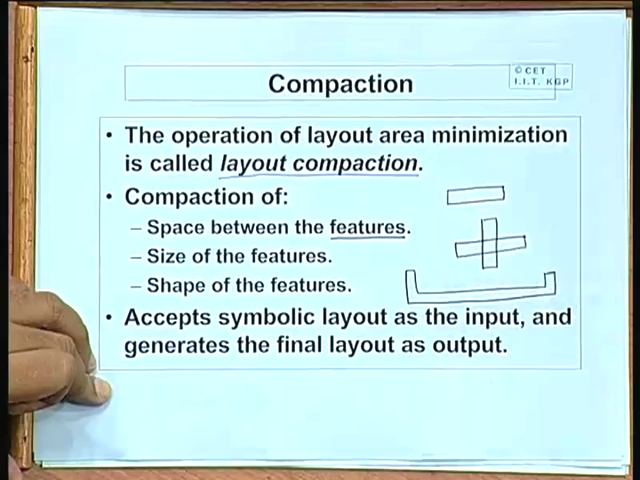 © CET
I.I.T. KGP
Compaction
• The operation of layout area minimization
is called layout compaction.
• Compaction of:
– Space between the features.
– Size of the features.
– Shape of the features.
• Accepts symbolic layout as the input, and
generates the final layout as output.